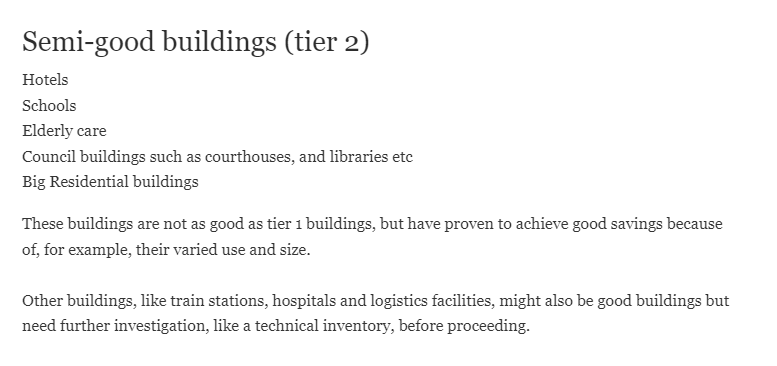 Semi-good buildings (tier 2)
Hotels
Schools
Elderly care
Council buildings such as courthouses, and libraries etc
Big Residential buildings
These buildings are not as good as tier 1 buildings, but have proven to achieve good savings because
of, for example, their varied use and size.
Other buildings, like train stations, hospitals and logistics facilities, might also be good buildings but
need further investigation, like a technical inventory, before proceeding.